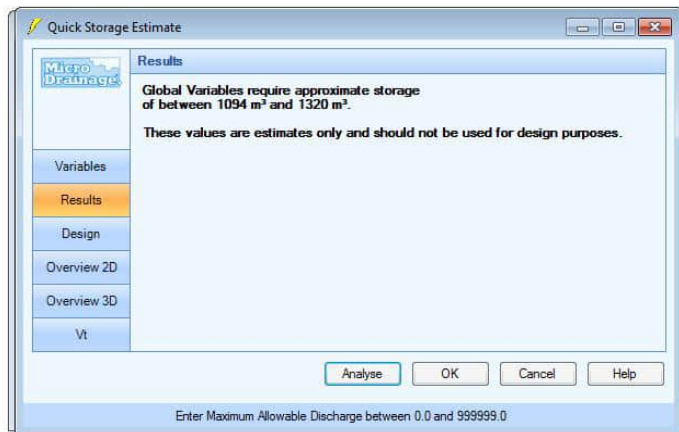 Quick Storage Estimate
Micro
Drainage
Results
Global Variables require approximate storage
of between 1094 m³ and 1320 m³.
These values are estimates only and should not be used for design purposes.
Variables
Results
Design
Overview 2D
Overview 3D
Vt
Analyse
OK
Cancel
Help
Enter Maximum Allowable Discharge between 0.0 and 999999.0